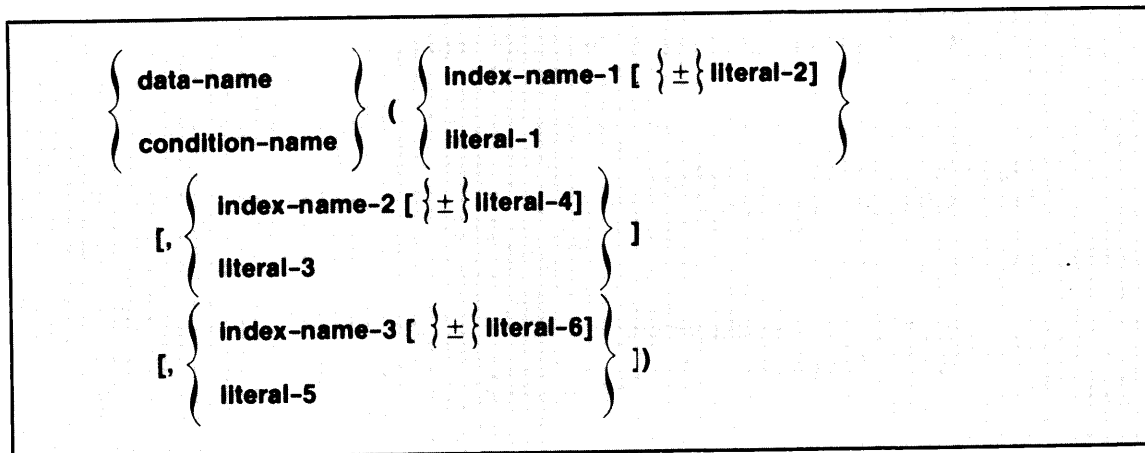 data-name
condition-name
( index-name-1 [ { ± } literal-2]
literal-1
[, index-name-2 [ { ± } literal-4] ]
literal-3
[, index-name-3 [ { ± } literal-6] ])
literal-5